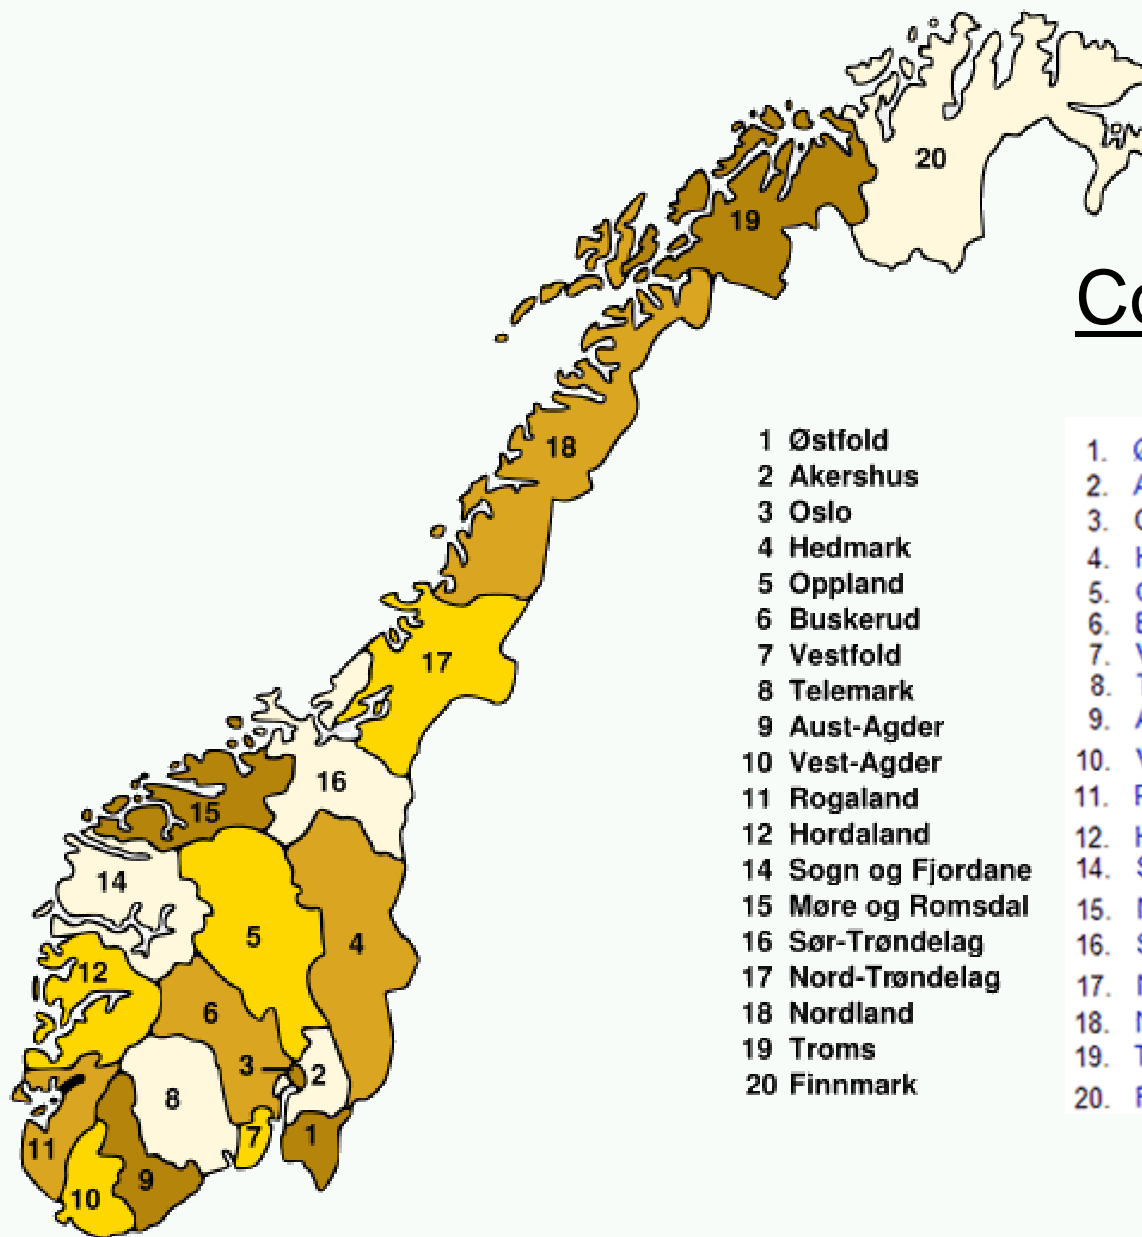 20
19
18
17
16
15
14
5
4
12
6
3
2
8
7
1
11
9
10
1 Østfold
2 Akershus
3 Oslo
4 Hedmark
5 Oppland
6 Buskerud
7 Vestfold
8 Telemark
9 Aust-Agder
10 Vest-Agder
11 Rogaland
12 Hordaland
14 Sogn og Fjordane
15 Møre og Romsdal
16 Sør-Trøndelag
17 Nord-Trøndelag
18 Nordland
19 Troms
20 Finnmark
Co
1.
2.
3.
4.
5.
6.
7.
8.
9.
10.
11.
12.
14.
15.
16.
17.
18.
19.
20.